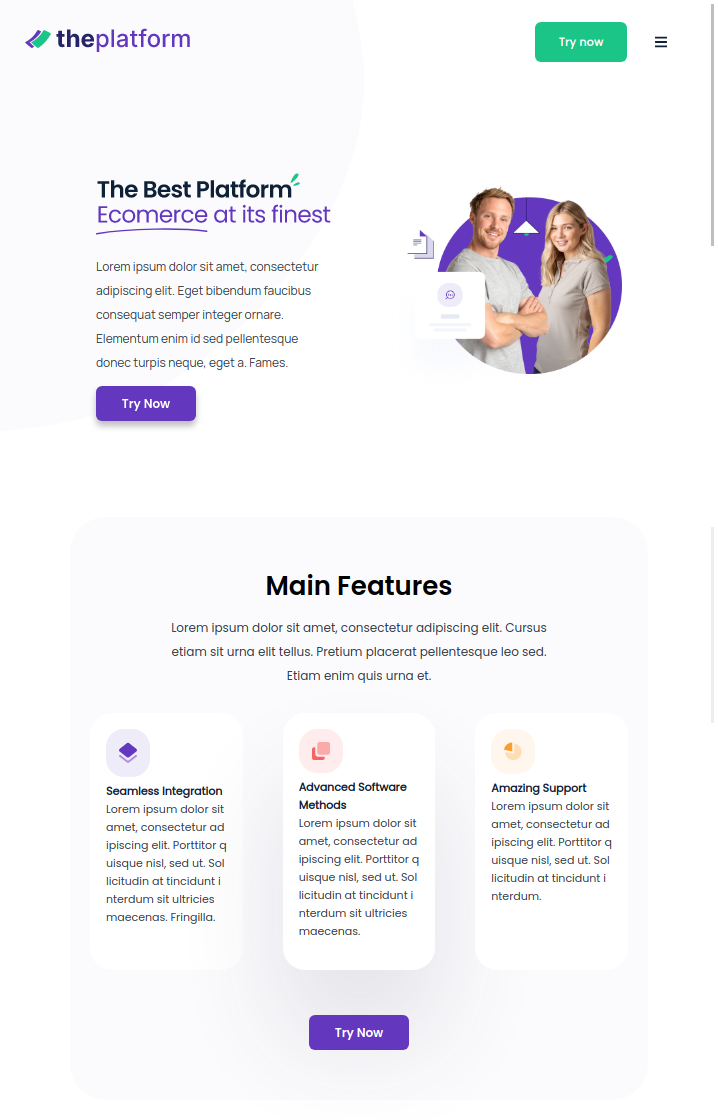 theplatform
Try now
The Best Platform
Ecomerce at its finest
Lorem ipsum dolor sit amet, consectetur
adipiscing elit. Eget bibendum faucibus
consequat semper integer ornare.
Elementum enim id sed pellentesque
donec turpis neque, eget a. Fames.
Try Now
Main Features
Lorem ipsum dolor sit amet, consectetur adipiscing elit. Cursus
etiam sit urna elit tellus. Pretium placerat pellentesque leo sed.
Etiam enim quis urna et.
Seamless Integration
Lorem ipsum dolor sit
amet, consectetur ad
ipiscing elit. Porttitor q
uisque nisl, sed ut. Sol
licitudin at tincidunt i
nterdum sit ultricies
maecenas. Fringilla.
Advanced Software
Methods
Lorem ipsum dolor sit
amet, consectetur ad
ipiscing elit. Porttitor q
uisque nisl, sed ut. Sol
licitudin at tincidunt i
nterdum sit ultricies
maecenas.
Amazing Support
Lorem ipsum dolor sit
amet, consectetur ad
ipiscing elit. Porttitor q
uisque nisl, sed ut. Sol
licitudin at tincidunt i
nterdum.
Try Now